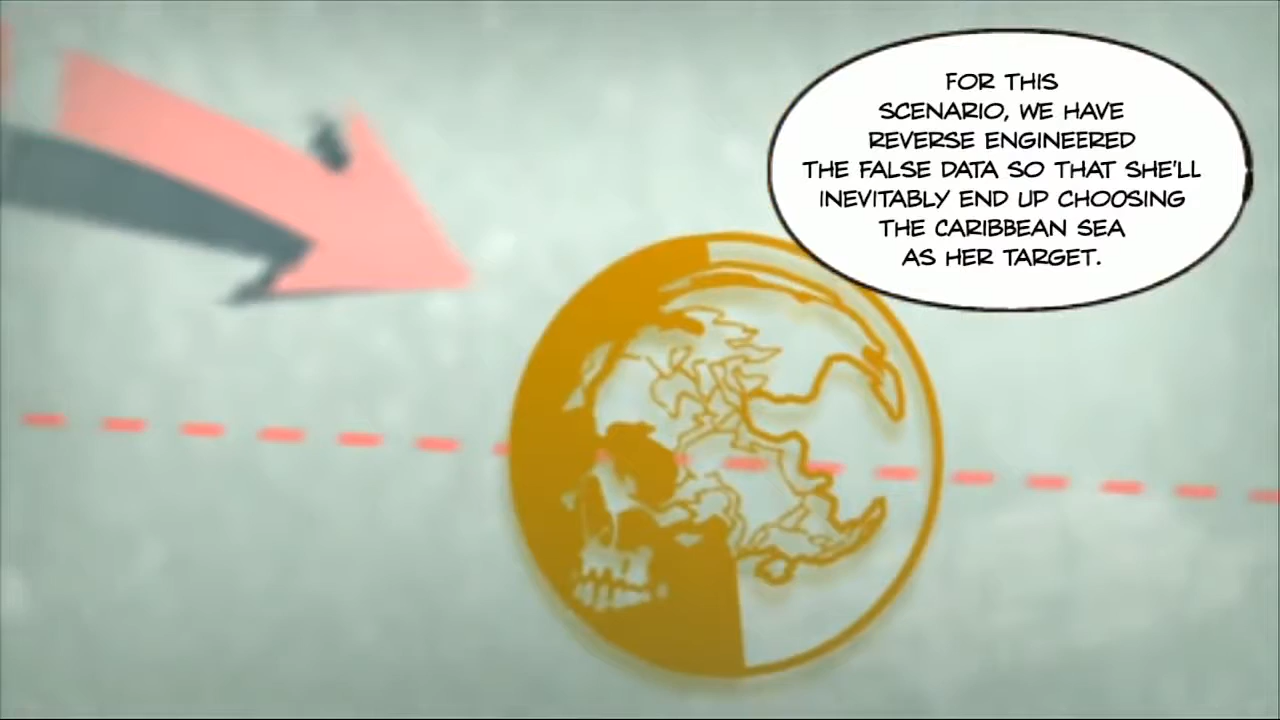 FOR THIS
SCENARIO, WE HAVE
REVERSE ENGINEERED
THE FALSE DATA SO THAT SHE'LL
INEVITABLY END UP CHOOSING
THE CARIBBEAN SEA
AS HER TARGET.